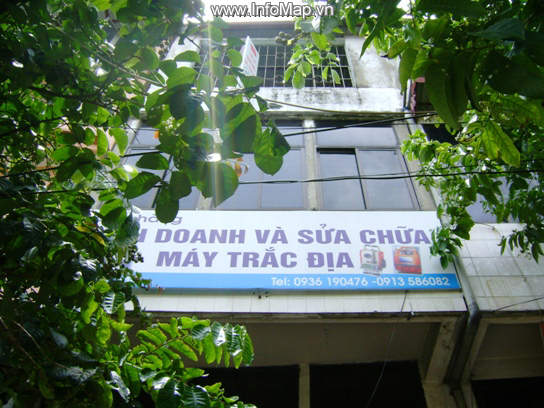 www.InfoMap.vn
DOANH VÀ SỬA CHỮA
MÁY TRẮC ĐỊA
Tel: 0936 190476 -0913 586082